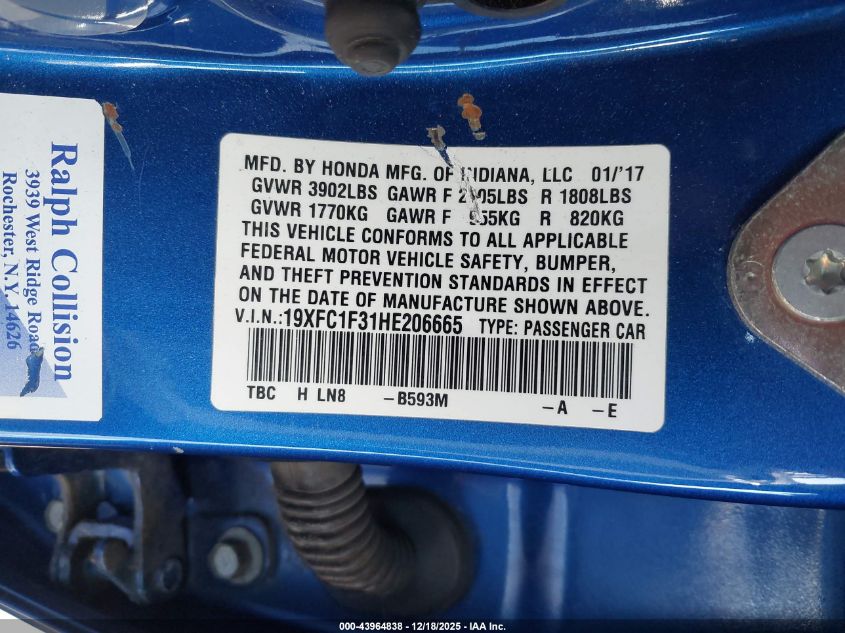 Ralph Collision
3939 West Ridge Road
Rochester, N.Y. 14626
MFD. BY HONDA MFG. OF INDIANA, LLC 01/'17
GVWR 3902LBS GAWR F LBS R 1808LBS
GVWR 1770KG GAWR F KG R 820KG
THIS VEHICLE CONFORMS TO ALL APPLICABLE
FEDERAL MOTOR VEHICLE SAFETY, BUMPER,
AND THEFT PREVENTION STANDARDS IN EFFECT
ON THE DATE OF MANUFACTURE SHOWN ABOVE.
V.I.N.:19XFC1F31HE206665 TYPE: PASSENGER CAR
TBC H LN8 -B593M -A -E
000-43964838 - 12/18/2025 - IAA Inc.